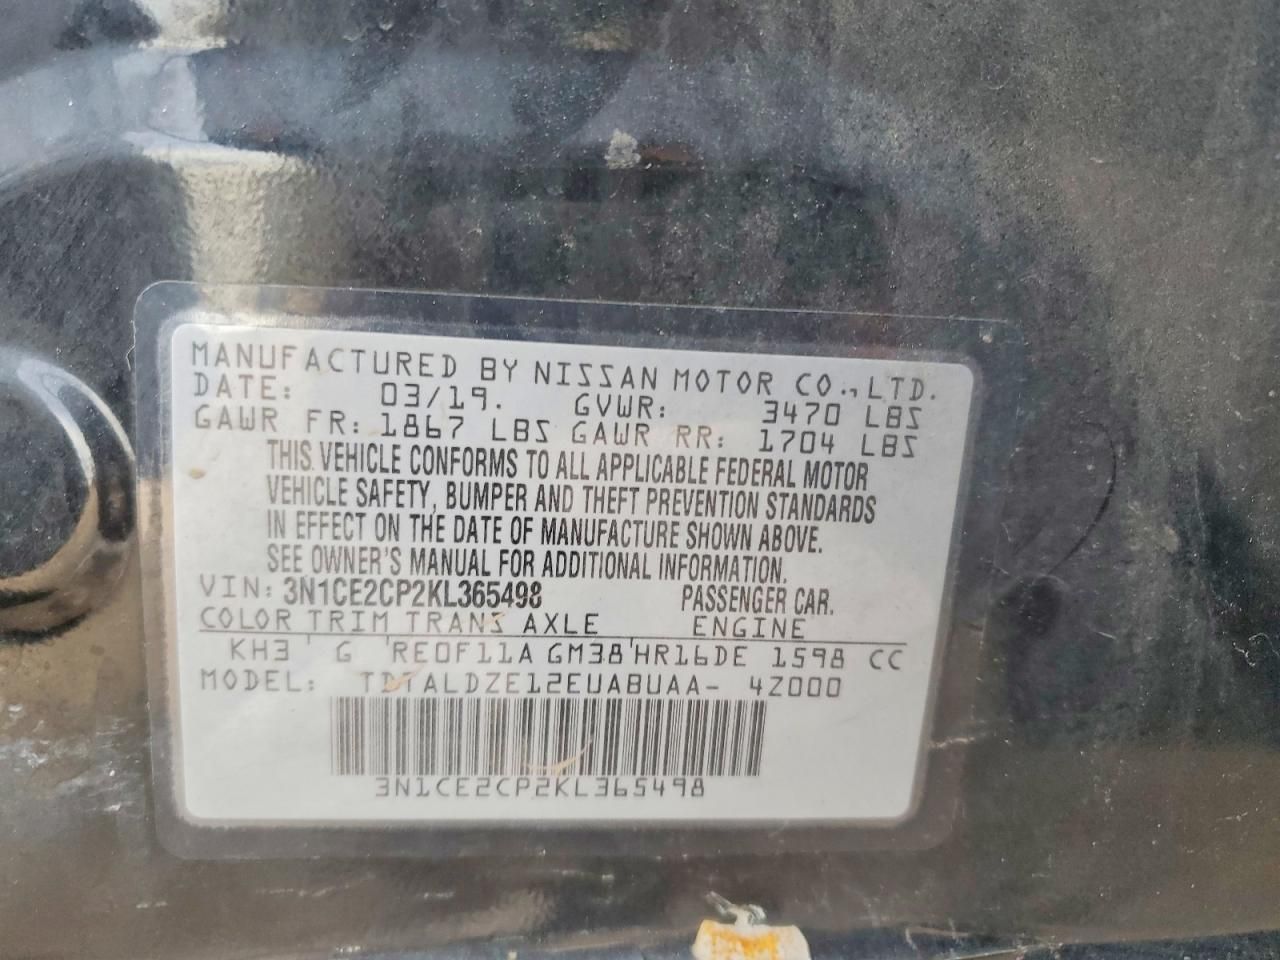 MANUFACTURED BY NISSAN MOTOR CO., LTD.
DATE: 03/19. GVWR: 3470 LBS
GAWR FR: 1867 LBS GAWR RR: 1704 LBS
THIS VEHICLE CONFORMS TO ALL APPLICABLE FEDERAL MOTOR
VEHICLE SAFETY, BUMPER AND THEFT PREVENTION STANDARDS
IN EFFECT ON THE DATE OF MANUFACTURE SHOWN ABOVE.
SEE OWNER'S MANUAL FOR ADDITIONAL INFORMATION.
VIN: 3N1CE2CP2KL365498 PASSENGER CAR.
COLOR TRIM TRANS AXLE ENGINE
KH3 G RE0F11A GM38 HR16DE 1598 CC
MODEL: TDTALDZE12EUABUAA- 4Z000
3N1CE2CP2KL365498